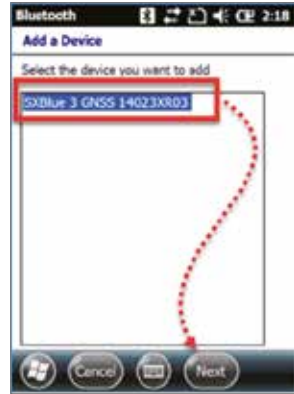 Bluetooth 2:18
Add a Device
Select the device you want to add
SXBlue 3 GNSS 14023XR03
Cancel Next